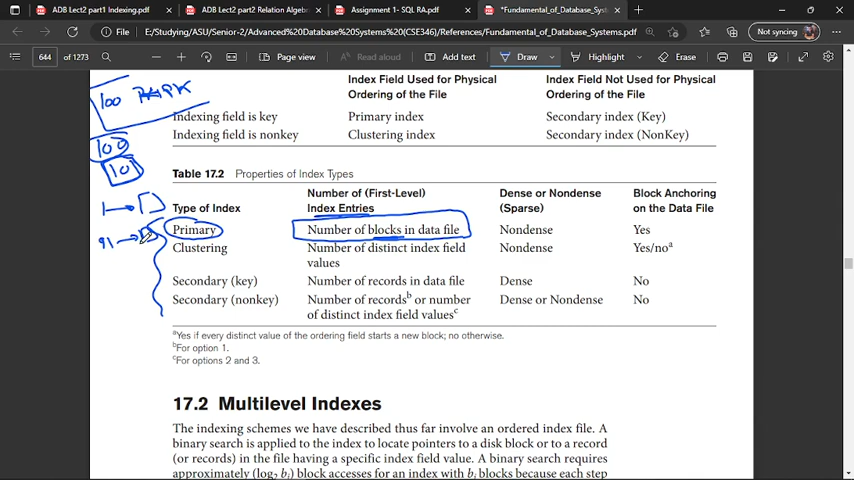 ADB Lect2 part1 Indexing.pdf
ADB Lect2 part2 Relation Algebr
Assignment 1- SQL RA.pdf
*Fundamental_of_Database_Syst
File
E:/Studying/ASU/Senior-2/Advanced%20Database%20Systems(CSE346)/References/Fundamental_of_Database_Systems.pdf
Not syncing
644 of 1273
Page view
Read aloud
Add text
Draw
Highlight
Erase
Index Field Used for Physical Ordering of the File
Index Field Not Used for Physical Ordering of the File
Indexing field is key Primary index Secondary index (Key)
Indexing field is nonkey Clustering index Secondary index (NonKey)
100 PK
100
10
1
91
Table 17.2 Properties of Index Types
Type of Index
Number of (First-Level) Index Entries
Dense or Nondense (Sparse)
Block Anchoring on the Data File
Primary Number of blocks in data file Nondense Yes
Clustering Number of distinct index field Nondense Yes/noa
values
Secondary (key) Number of records in data file Dense No
Secondary (nonkey) Number of recordsb or number Dense or Nondense No
of distinct index field valuesc
aYes if every distinct value of the ordering field starts a new block; no otherwise.
bFor option 1.
cFor options 2 and 3.
17.2 Multilevel Indexes
The indexing schemes we have described thus far involve an ordered index file. A
binary search is applied to the index to locate pointers to a disk block or to a record
(or records) in the file having a specific index field value. A binary search requires
approximately (log2 bi) block accesses for an index with bi blocks because each step